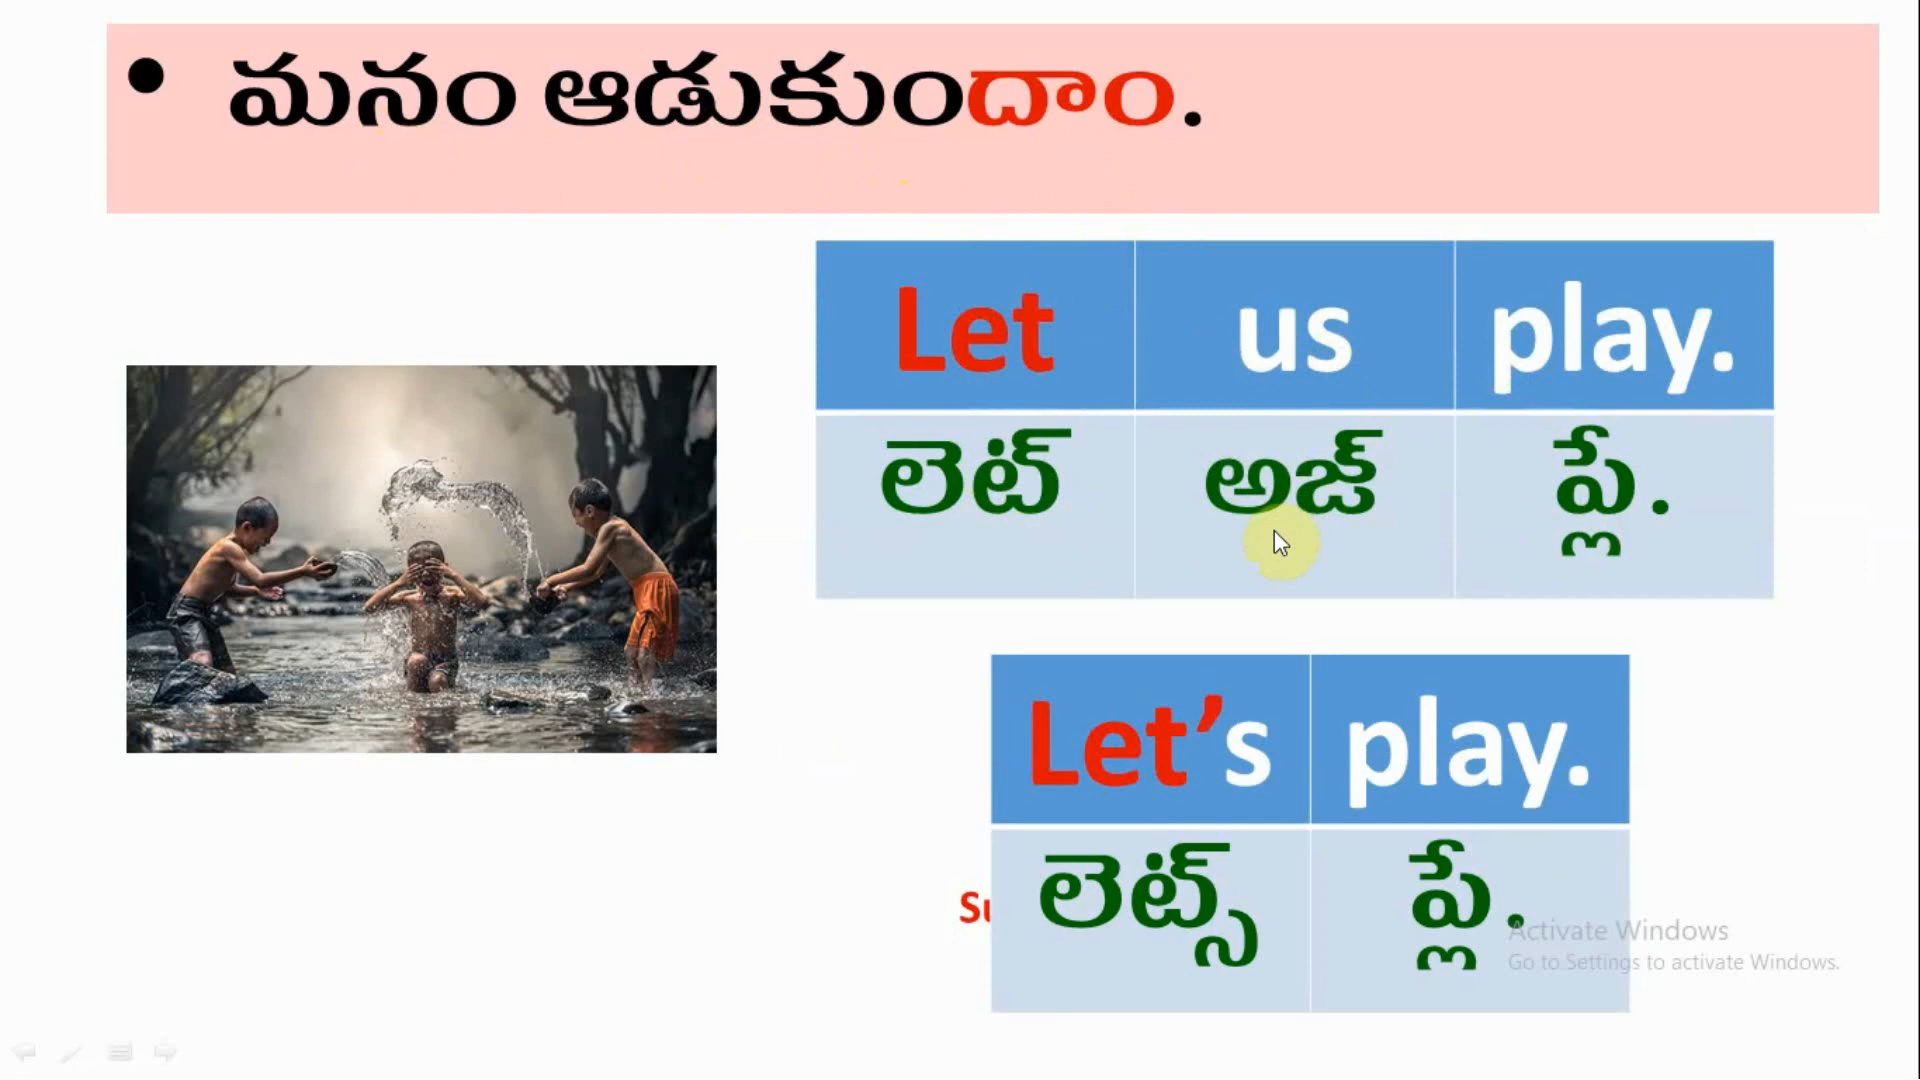 • మనం ఆడుకుందాం.
Let us play.
లెట్ అజ్ ప్లే.
Let's play.
లెట్స్ ప్లే.
Activate Windows
Go to Settings to activate Windows.